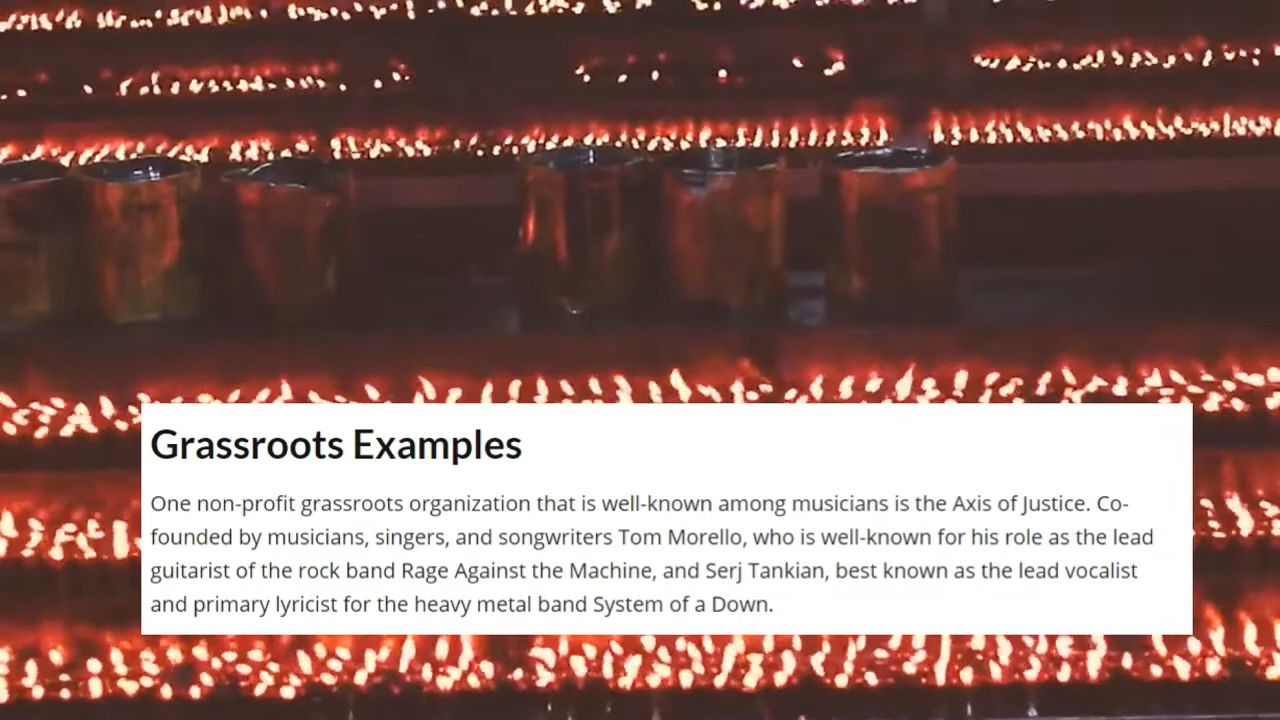 Grassroots Examples
One non-profit grassroots organization that is well-known among musicians is the Axis of Justice. Co-
founded by musicians, singers, and songwriters Tom Morello, who is well-known for his role as the lead
guitarist of the rock band Rage Against the Machine, and Serj Tankian, best known as the lead vocalist
and primary lyricist for the heavy metal band System of a Down.